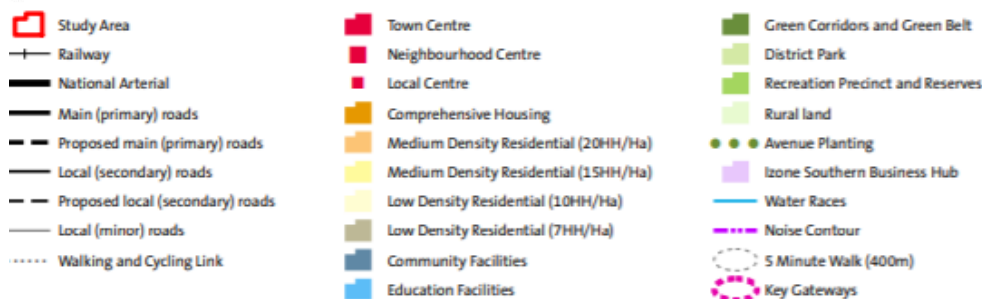 Study Area
Railway
National Arterial
Main (primary) roads
Proposed main (primary) roads
Local (secondary) roads
Proposed local (secondary) roads
Local (minor) roads
Walking and Cycling Link
Town Centre
Neighbourhood Centre
Local Centre
Comprehensive Housing
Medium Density Residential (20HH/Ha)
Medium Density Residential (15HH/Ha)
Low Density Residential (10HH/Ha)
Low Density Residential (7HH/Ha)
Community Facilities
Education Facilities
Green Corridors and Green Belt
District Park
Recreation Precinct and Reserves
Rural land
Avenue Planting
Izone Southern Business Hub
Water Races
Noise Contour
5 Minute Walk (400m)
Key Gateways